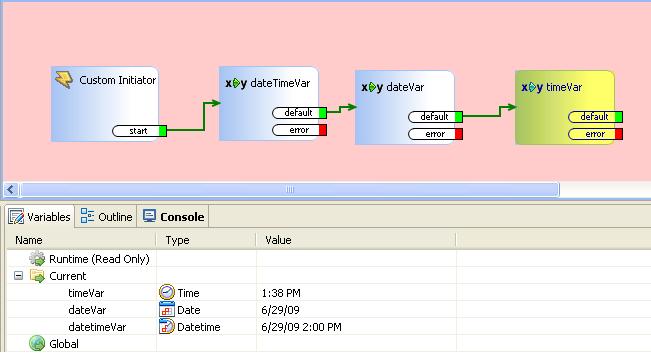 Custom Initiator
start
x y dateTimeVar
default
error
x y dateVar
default
error
x y timeVar
default
error
Variables Outline Console
Name Type Value
Runtime (Read Only)
Current
timeVar Time 1:38 PM
dateVar Date 6/29/09
datetimeVar Datetime 6/29/09 2:00 PM
Global